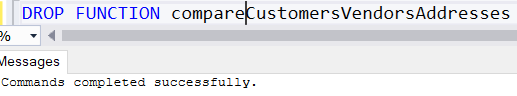 DROP FUNCTION compareCustomersVendorsAddresses
%
Messages
Commands completed successfully.